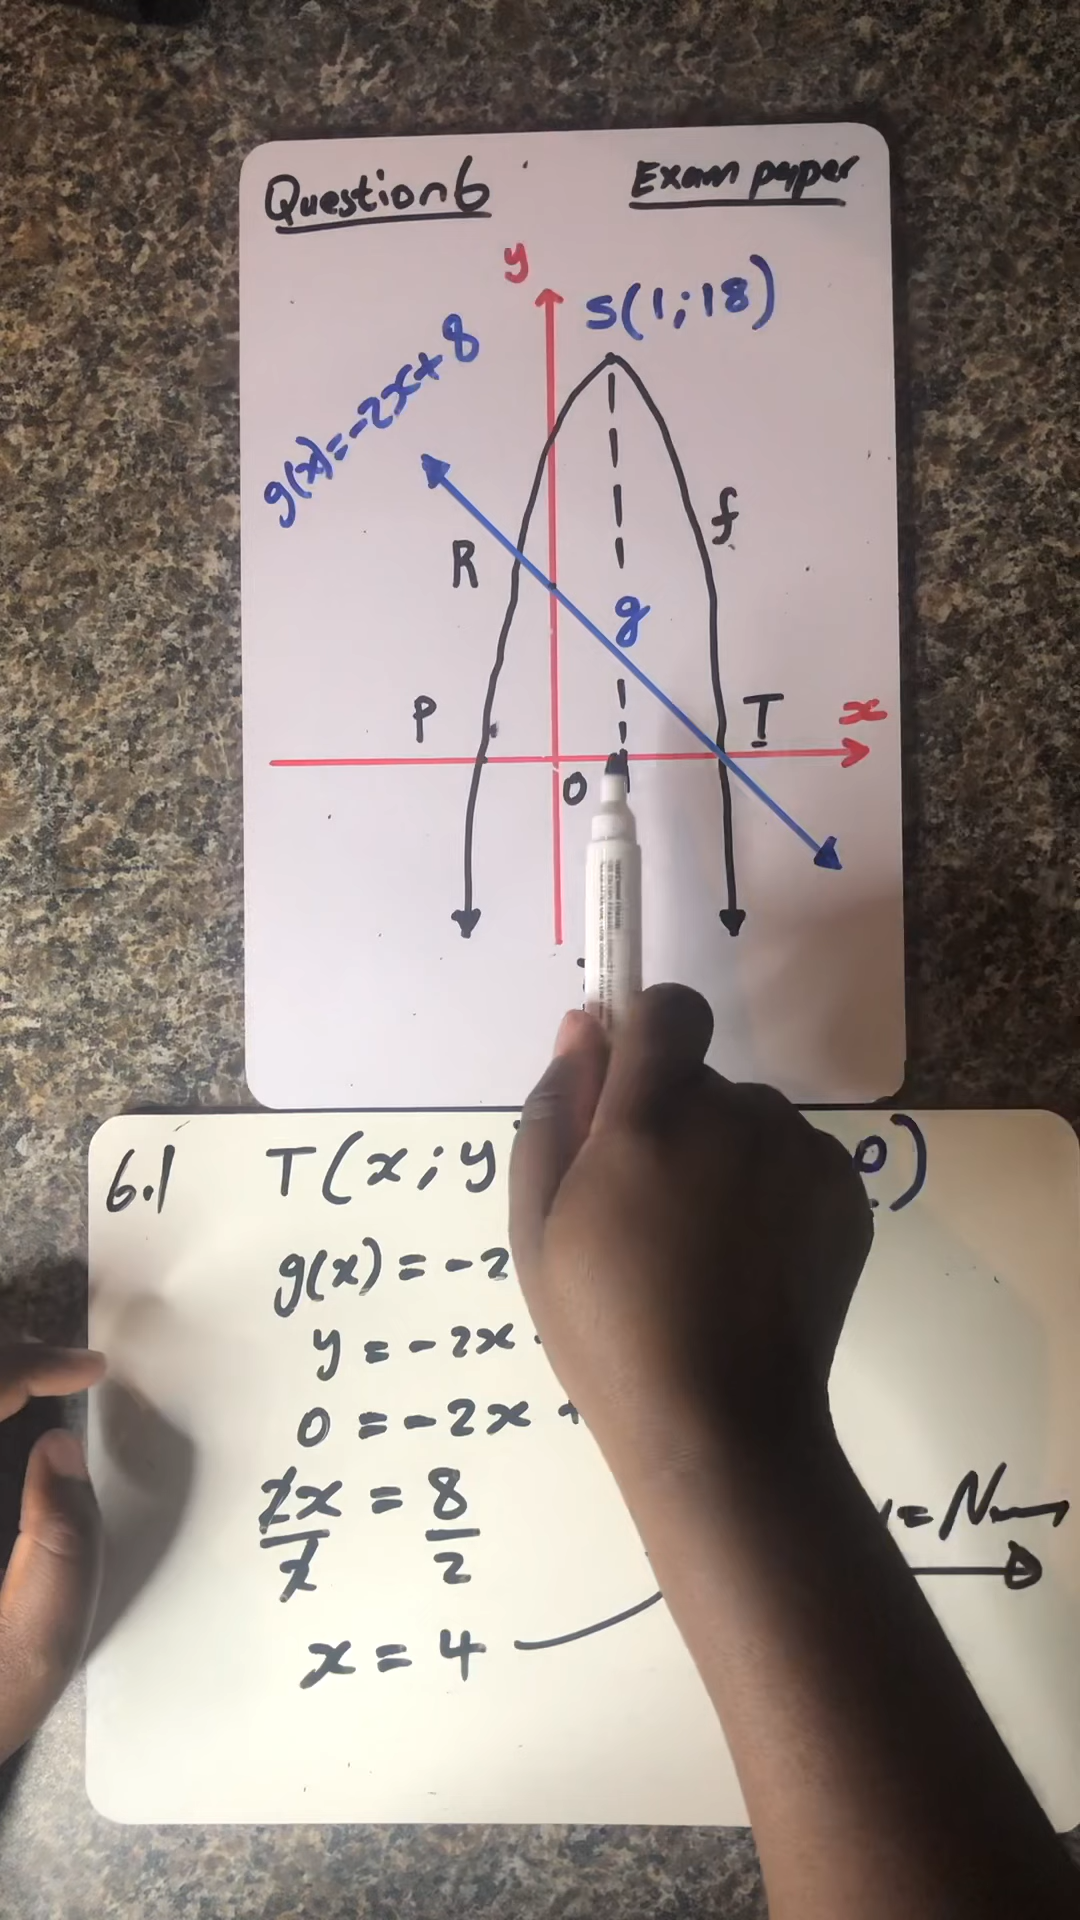 Question 6
Exam paper
y
S(1;18)
g(x)=-2x+8
f
R
g
P
T
x
0
6.1 T(x;y 0)
g(x) = -2
y = -2x
0 = -2x +
2x = 8
2 2
x = 4